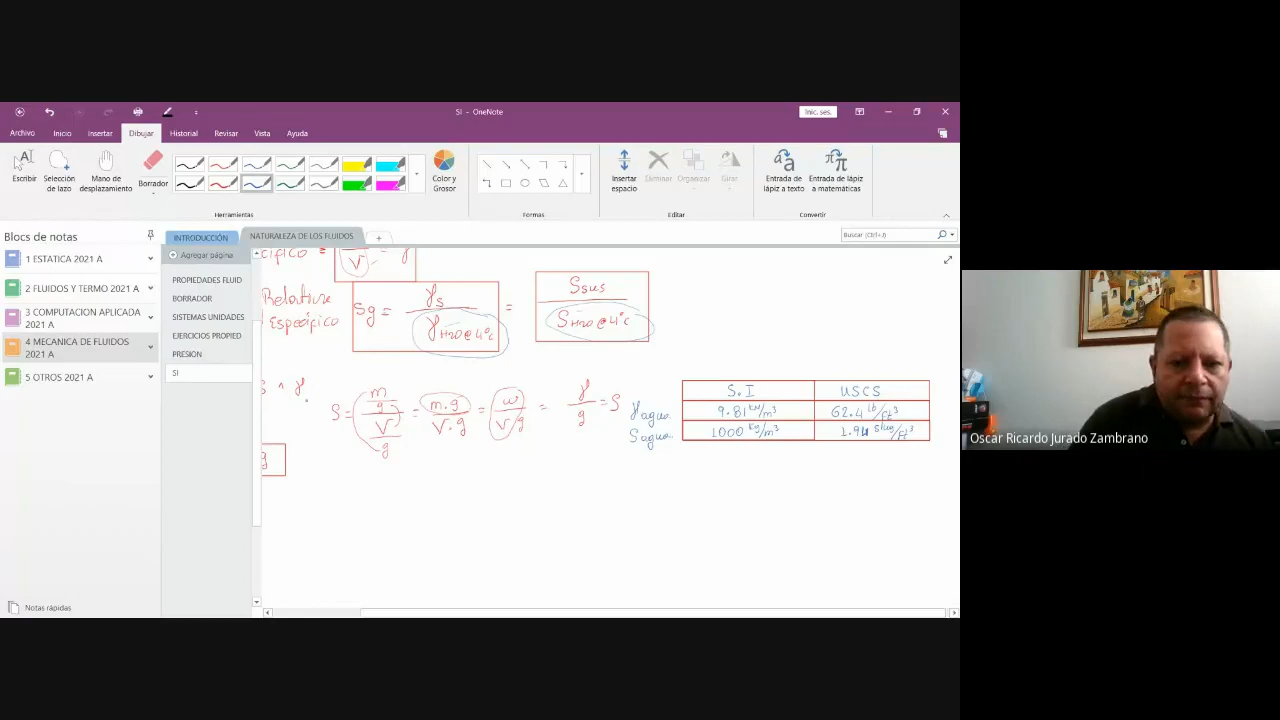 SI - OneNote
Inic. ses.
Archivo Inicio Insertar Dibujar Historial Revisar Vista Ayuda
Escribir
Selección de lazo
Mano de desplazamiento
Borrador
Color y Grosor
Insertar espacio
Eliminar
Organizar
Girar
Entrada de lápiz a texto
Entrada de lápiz a matemáticas
Herramientas
Formas
Editar
Convertir
Blocs de notas
INTRODUCCIÓN
NATURALEZA DE LOS FLUIDOS
Buscar (Ctrl+J)
1 ESTATICA 2021 A
2 FLUIDOS Y TERMO 2021 A
3 COMPUTACION APLICADA 2021 A
4 MECANICA DE FLUIDOS 2021 A
5 OTROS 2021 A
Notas rápidas
Agregar página
PROPIEDADES FLUID
BORRADOR
SISTEMAS UNIDADES
EJERCICIOS PROPIED
PRESION
SI
cífico = V = γ
Relativa
Específico
Sg = γs / γH2O@4°C = Ssus / SH2O@4°C
S ^ γ
S = m/g / V/g = m.g / V.g = w / V g = γ / g = S
S.I USCS
γagua 9.81 kN/m³ 62.4 lb/ft³
Sagua 1000 kg/m³ 1.94 slug/ft³
g
Oscar Ricardo Jurado Zambrano